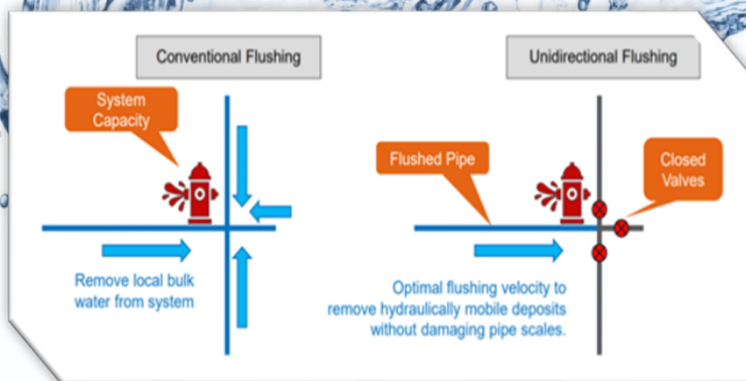 Conventional Flushing
System
Capacity
Remove local bulk
water from system
Unidirectional Flushing
Flushed Pipe
Closed
Valves
Optimal flushing velocity to
remove hydraulically mobile deposits
without damaging pipe scales.